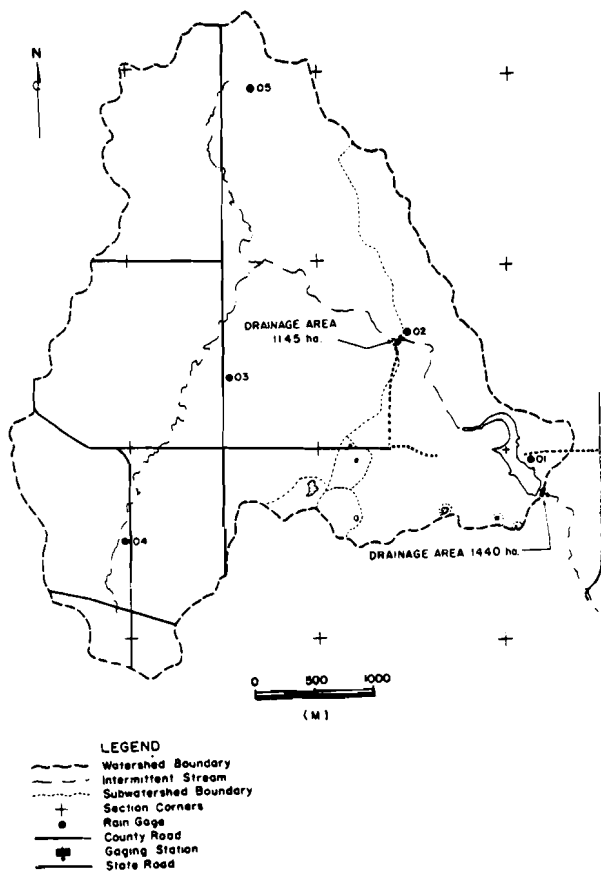 N
05
DRAINAGE AREA
1145 ha.
02
03
01
04
DRAINAGE AREA 1440 ha.
0 500 1000
(M)
LEGEND
Watershed Boundary
Intermittent Stream
Subwatershed Boundary
Section Corners
Rain Gage
County Road
Gaging Station
State Road